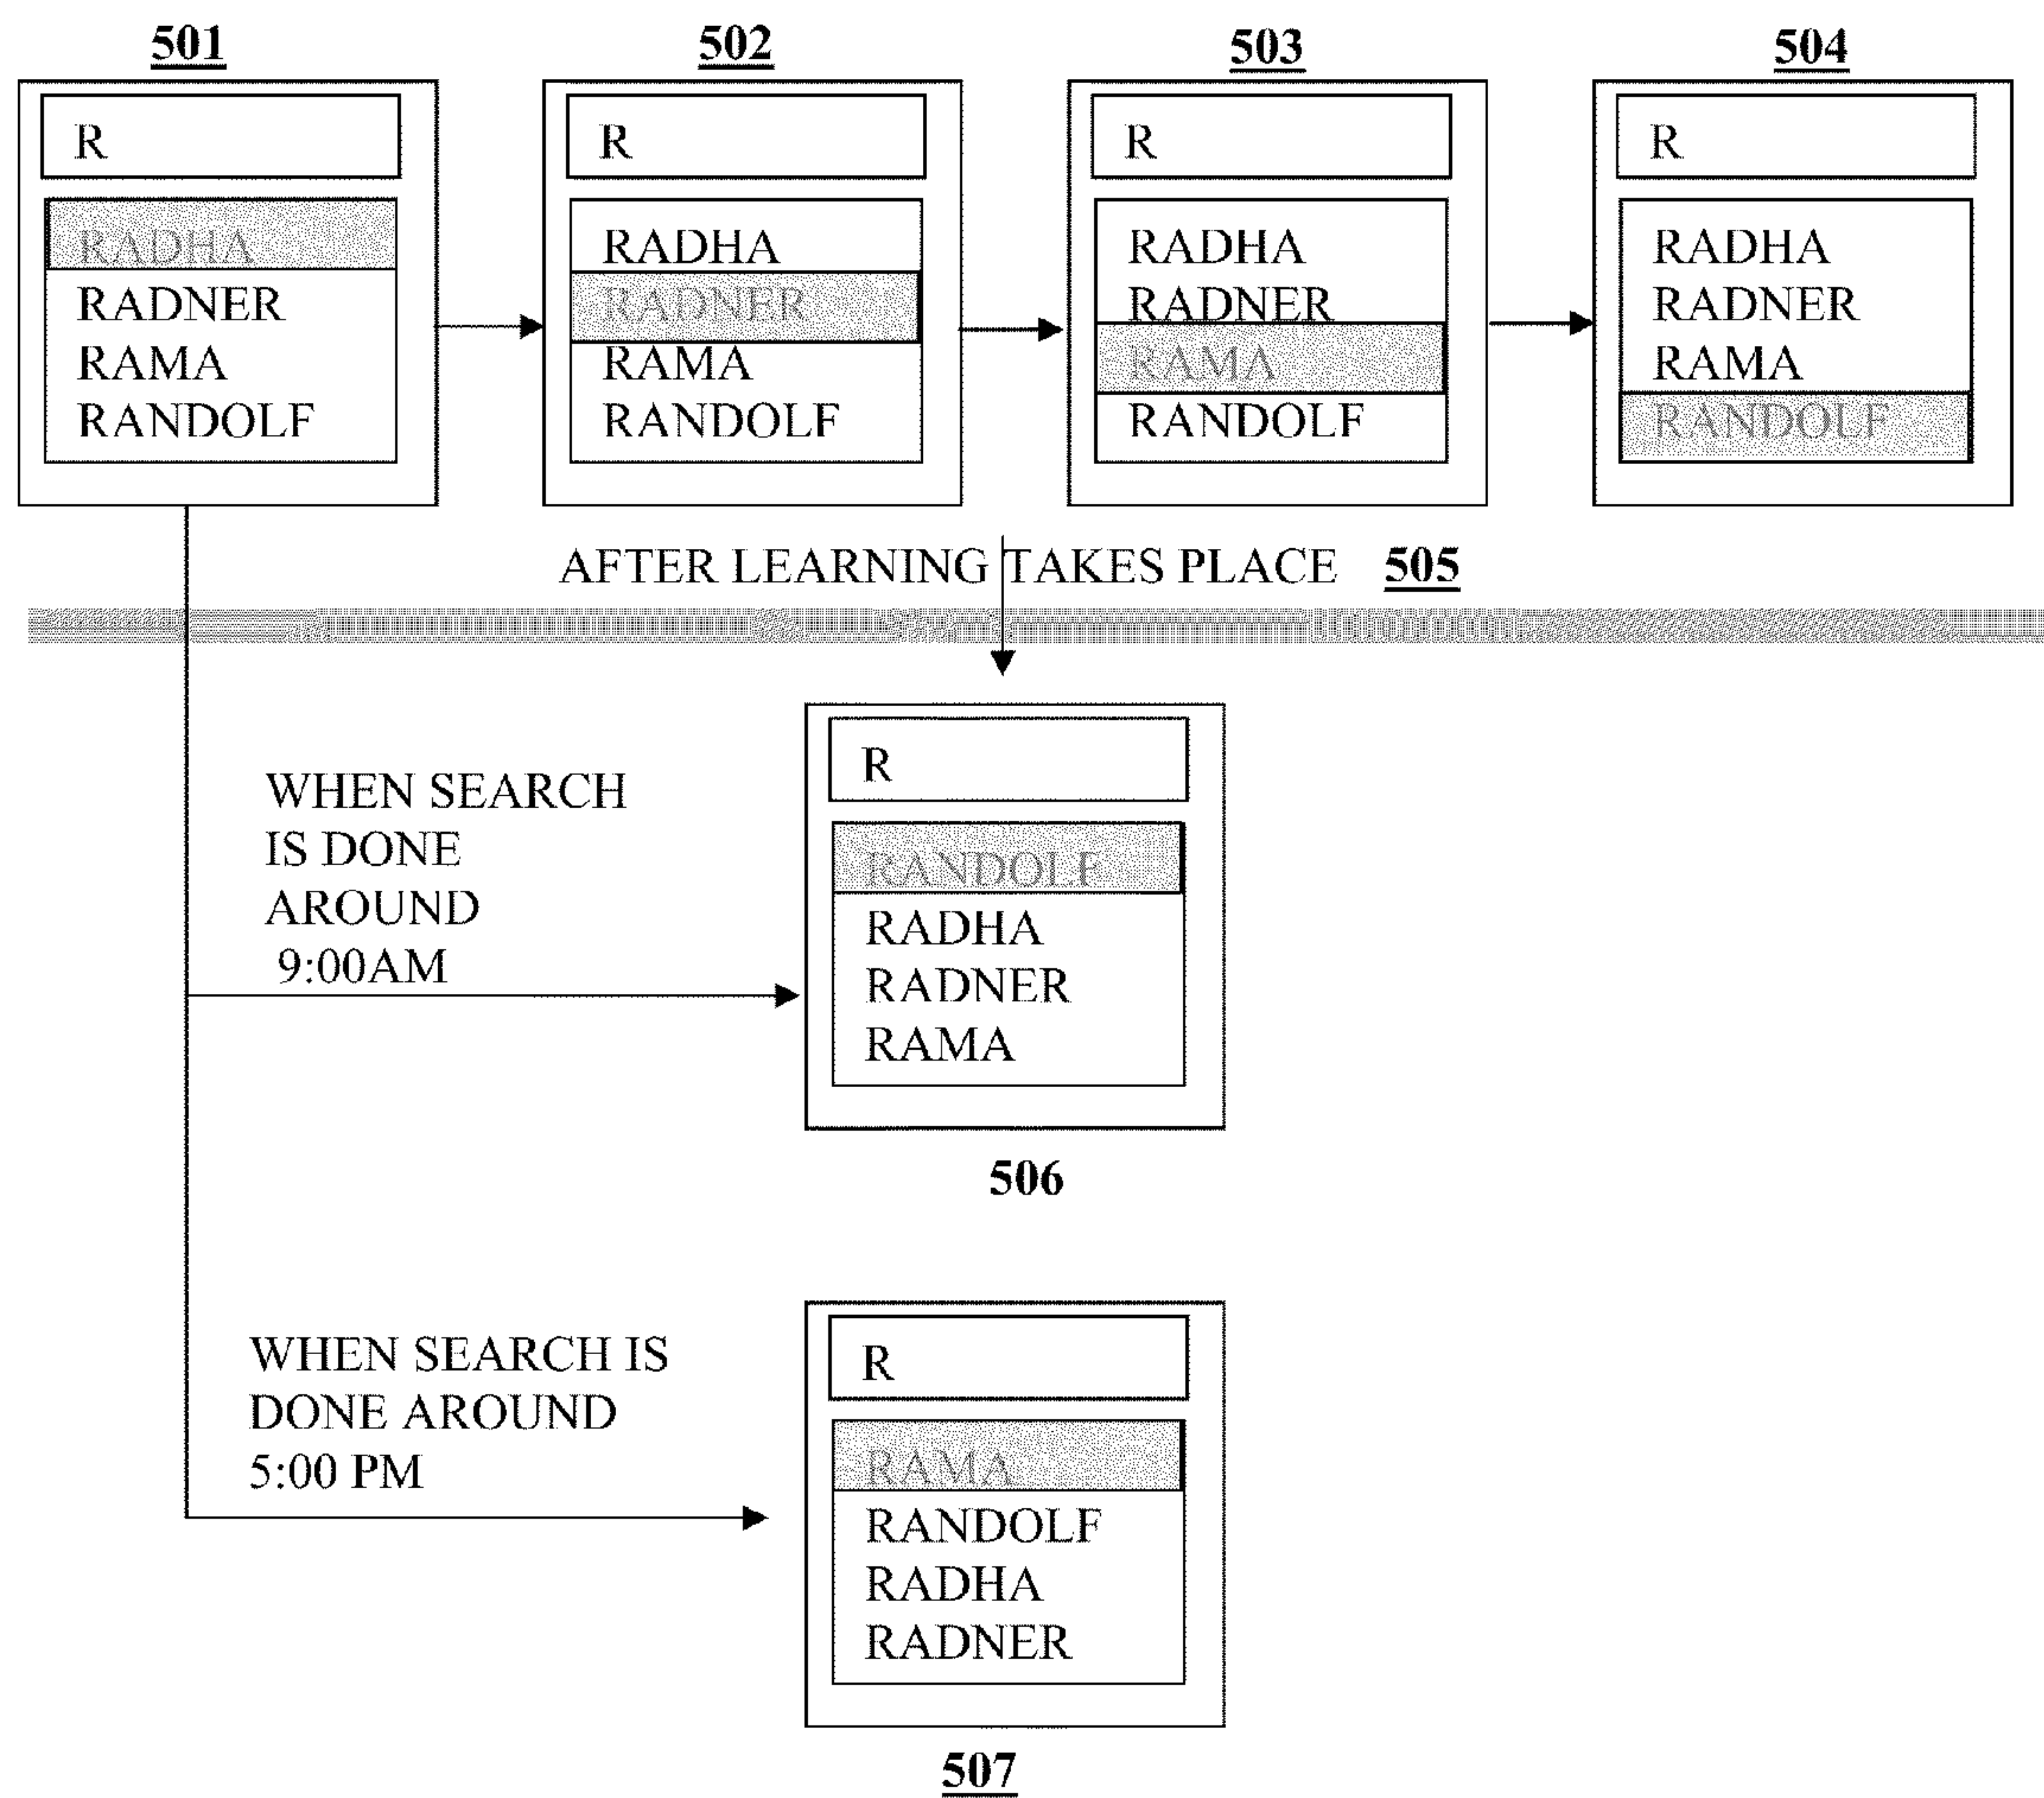 501
R
RADHA
RADNER
RAMA
RANDOLF
502
R
RADHA
RADNER
RAMA
RANDOLF
503
R
RADHA
RADNER
RAMA
RANDOLF
504
R
RADHA
RADNER
RAMA
RANDOLF
AFTER LEARNING TAKES PLACE 505
WHEN SEARCH
IS DONE
AROUND
9:00AM
R
RANDOLF
RADHA
RADNER
RAMA
506
WHEN SEARCH IS
DONE AROUND
5:00 PM
R
RAMA
RANDOLF
RADHA
RADNER
507